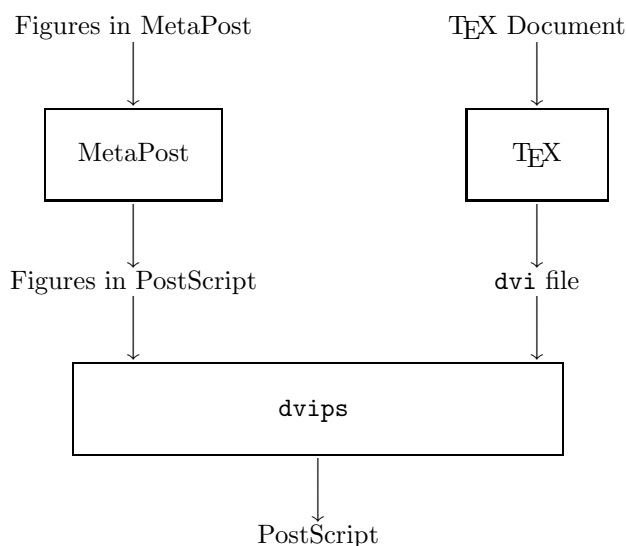 Figures in MetaPost
TEX Document
MetaPost
TEX
Figures in PostScript
dvi file
dvips
PostScript